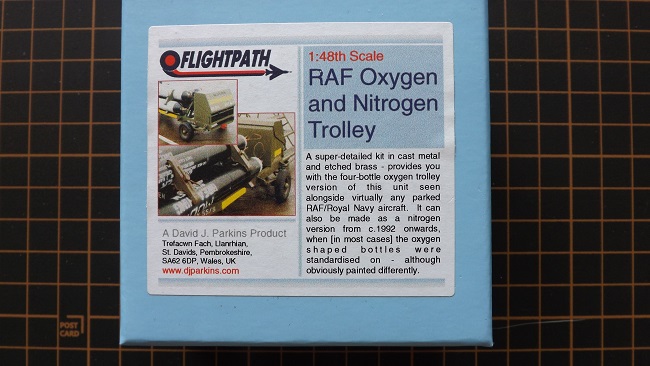 FLIGHTPATH
1:48th Scale
RAF Oxygen
and Nitrogen
Trolley
A super-detailed kit in cast metal
and etched brass - provides you
with the four-bottle oxygen trolley
version of this unit seen
alongside virtually any parked
RAF/Royal Navy aircraft. It can
also be made as a nitrogen
version from c.1992 onwards,
when [in most cases] the oxygen
shaped bottles were
standardised on - although
obviously painted differently.
A David J. Parkins Product
Trefacwn Fach, Llanrhian,
St. Davids, Pembrokeshire,
SA62 6DP, Wales, UK
www.djparkins.com
POST
CARD